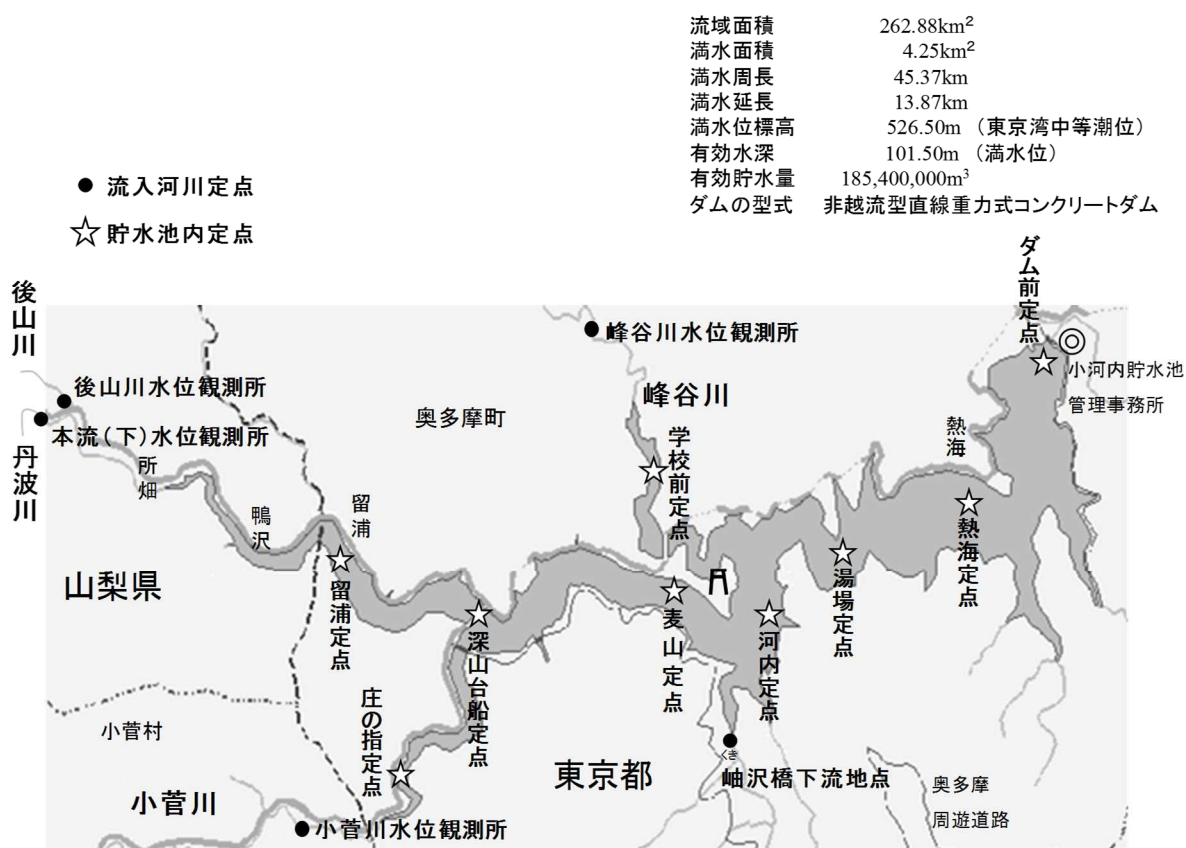 流域面積 262.88km²
満水面積 4.25km²
満水周長 45.37km
満水延長 13.87km
満水位標高 526.50m （東京湾中等潮位）
有効水深 101.50m （満水位）
有効貯水量 185,400,000m³
ダムの型式 非越流型直線重力式コンクリートダム
● 流入河川定点
☆ 貯水池内定点
ダム前定点
後山川
峰谷川水位観測所
小河内貯水池
管理事務所
後山川水位観測所
峰谷川
奥多摩町
本流（下）水位観測所
学校前定点
熱海
丹波川
所畑
鴨沢
留浦
熱海定点
湯場定点
山梨県
留浦定点
麦山定点
河内定点
深山台船定点
庄の指定点
小菅村
くき
岫沢橋下流地点
東京都
奥多摩
周遊道路
小菅川
小菅川水位観測所